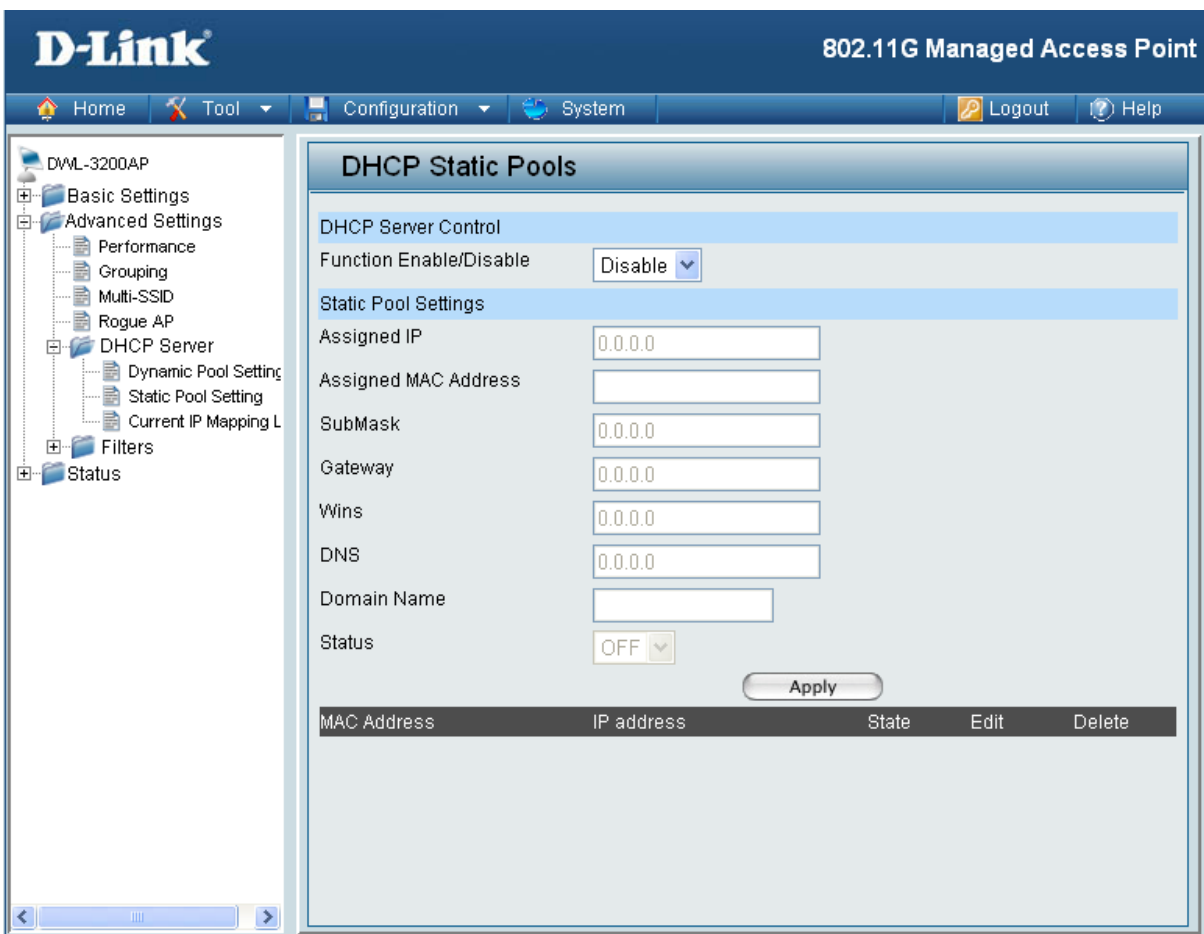 D-Link
802.11G Managed Access Point
Home Tool Configuration System Logout Help
DWL-3200AP
Basic Settings
Advanced Settings
Performance
Grouping
Multi-SSID
Rogue AP
DHCP Server
Dynamic Pool Setting
Static Pool Setting
Current IP Mapping L
Filters
Status
DHCP Static Pools
DHCP Server Control
Function Enable/Disable Disable
Static Pool Settings
Assigned IP 0.0.0.0
Assigned MAC Address
SubMask 0.0.0.0
Gateway 0.0.0.0
Wins 0.0.0.0
DNS 0.0.0.0
Domain Name
Status OFF
Apply
MAC Address IP address State Edit Delete